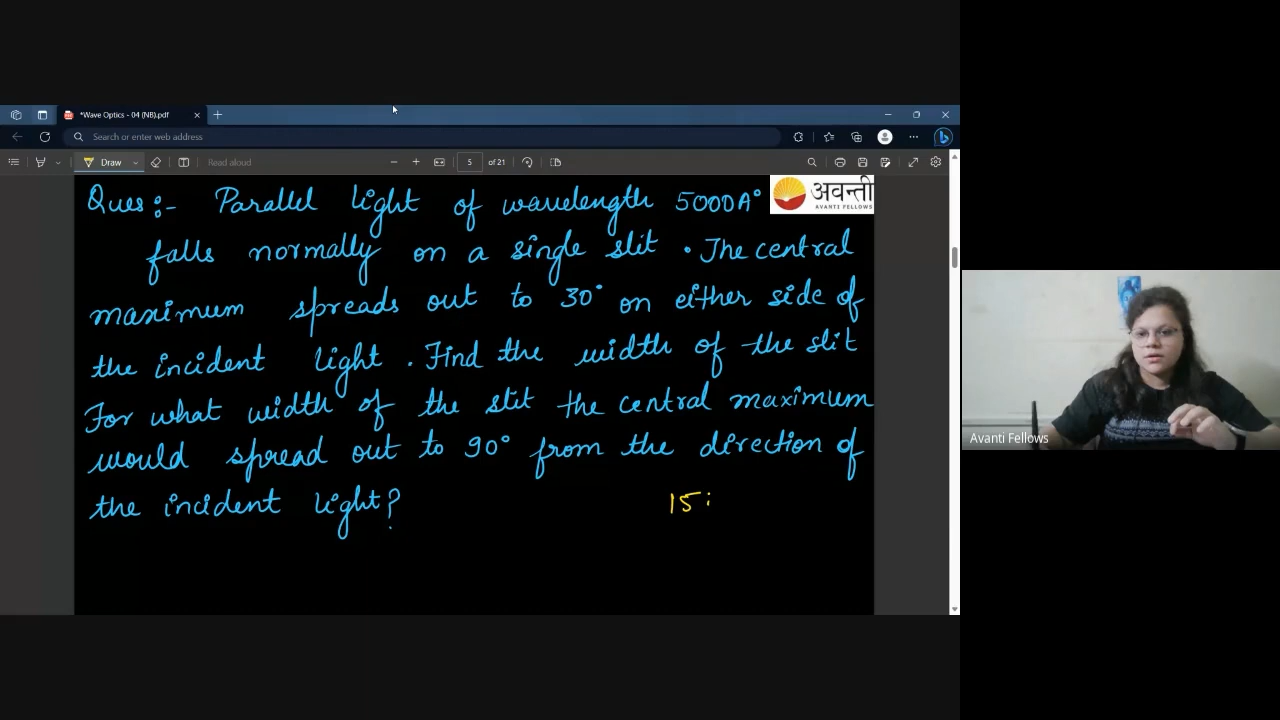 *Wave Optics - 04 (NB).pdf
Search or enter web address
Draw
Read aloud
5 of 21
Ques:- Parallel light of wavelength 5000A°
अवन्ती
AVANTI FELLOWS
falls normally on a single slit . The central
maximum spreads out to 30° on either side of
the incident light . Find the width of the slit
For what width of the slit the central maximum
would spread out to 90° from the direction of
the incident light?
15:
Avanti Fellows